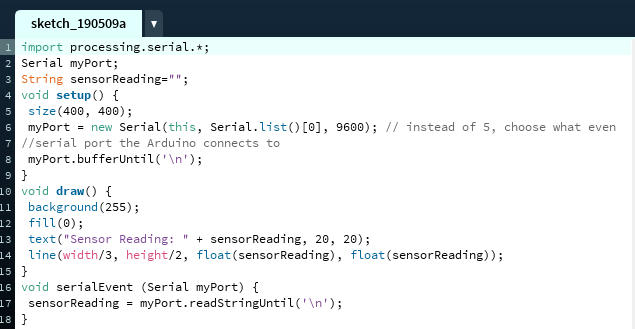 sketch_190509a ▼
1 import processing.serial.*;
2 Serial myPort;
3 String sensorReading="";
4 void setup() {
5 size(400, 400);
6 myPort = new Serial(this, Serial.list()[0], 9600); // instead of 5, choose what even
7 //serial port the Arduino connects to
8 myPort.bufferUntil('\n');
9 }
10 void draw() {
11 background(255);
12 fill(0);
13 text("Sensor Reading: " + sensorReading, 20, 20);
14 line(width/3, height/2, float(sensorReading), float(sensorReading));
15 }
16 void serialEvent (Serial myPort) {
17 sensorReading = myPort.readStringUntil('\n');
18 }